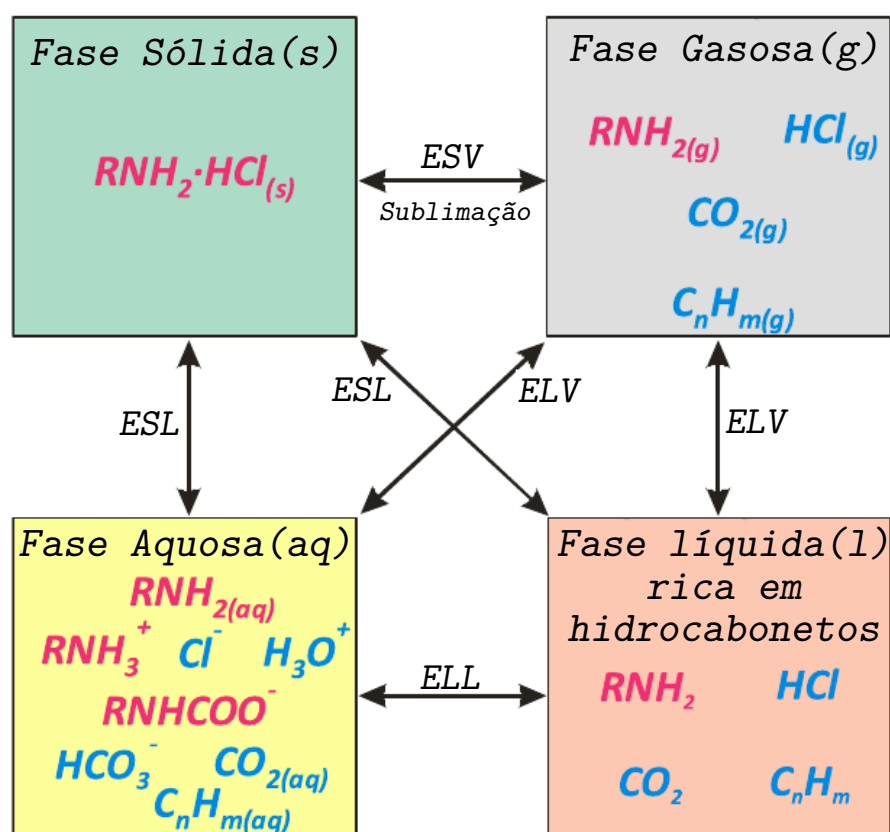 Fase Sólida(s)
RNH₂·HCl(s)
Fase Gasosa(g)
RNH₂(g) HCl(g)
CO₂(g)
CₙHₘ(g)
ESV
Sublimação
ESL
ESL
ELV
ELV
Fase Aquosa(aq)
RNH₂(aq)
RNH₃⁺ Cl⁻ H₃O⁺
RNHCOO⁻
HCO₃⁻ CO₂(aq)
CₙHₘ(aq)
ELL
Fase líquida(l)
rica em
hidrocabonetos
RNH₂ HCl
CO₂ CₙHₘ